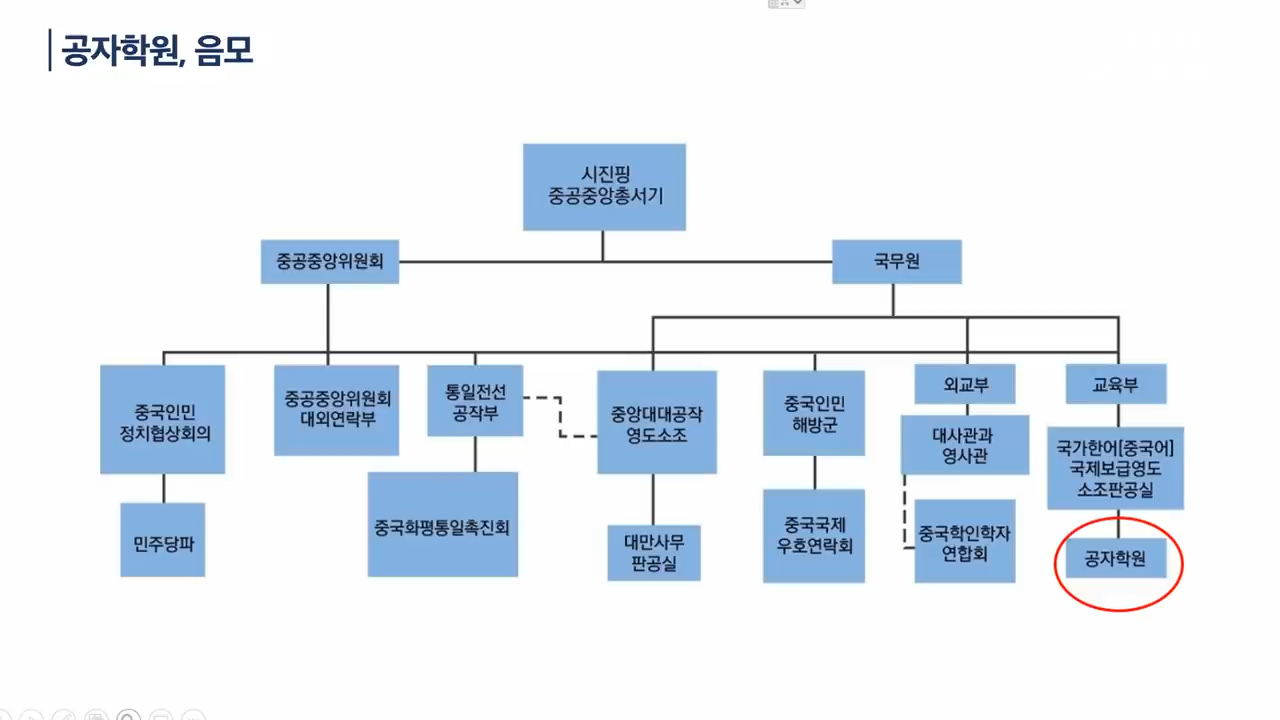 공자학원, 음모
시진핑
중공중앙총서기
중공중앙위원회
국무원
중국인민
정치협상회의
중공중앙위원회
대외연락부
통일전선
공작부
중앙대대공작
영도소조
중국인민
해방군
외교부
교육부
대사관과
영사관
국가한어[중국어]
국제보급영도
소조판공실
민주당파
중국화평통일촉진회
대만사무
판공실
중국국제
우호연락회
중국학인학자
연합회
공자학원